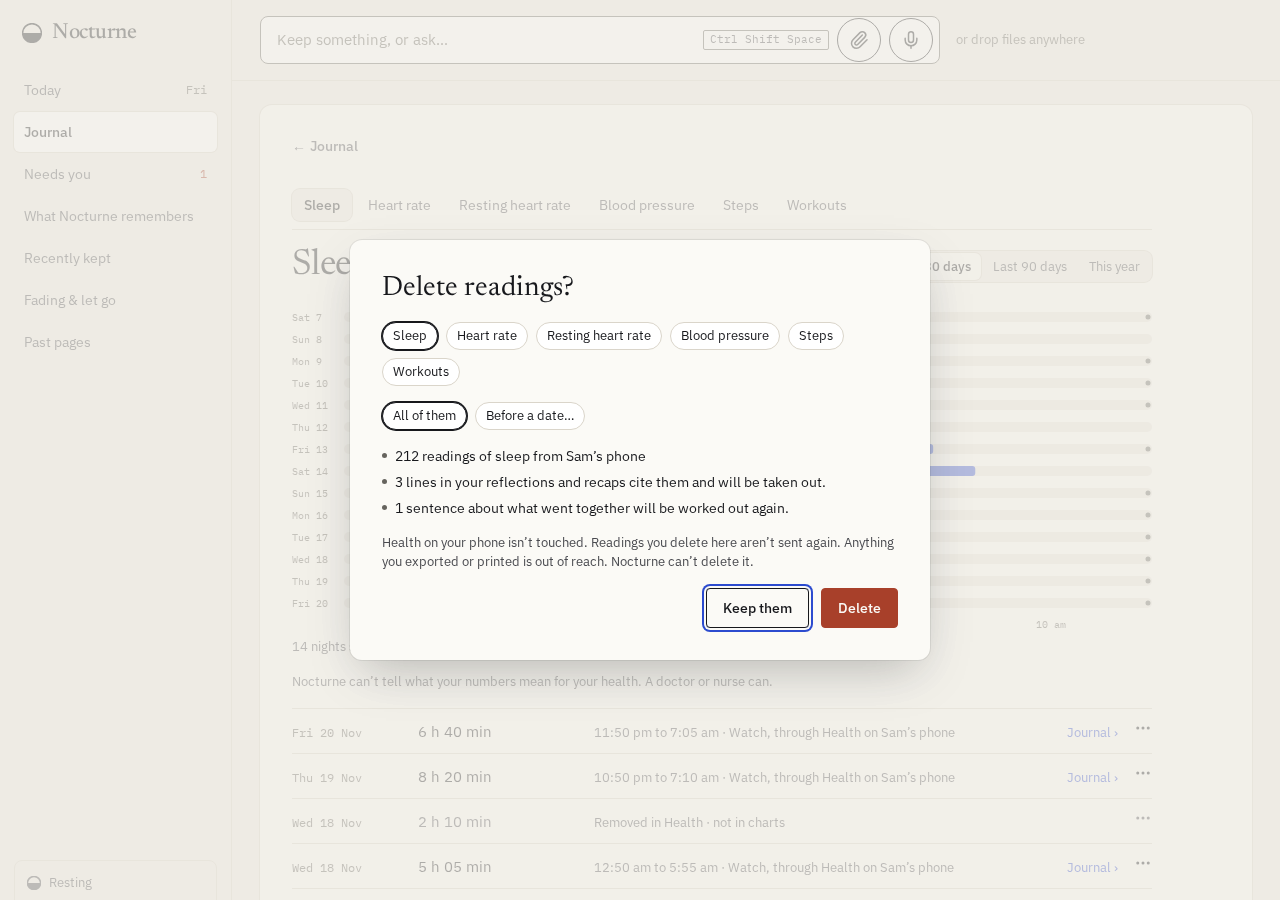 Nocturne
Keep something, or ask…
Ctrl Shift Space
or drop files anywhere
Today
Fri
Journal
Needs you
1
What Nocturne remembers
Recently kept
Fading & let go
Past pages
Resting
← Journal
Sleep
Heart rate
Resting heart rate
Blood pressure
Steps
Workouts
Slee
0 days
Last 90 days
This year
Sat 7
Sun 8
Mon 9
Tue 10
Wed 11
Thu 12
Fri 13
Sat 14
Sun 15
Mon 16
Tue 17
Wed 18
Thu 19
Fri 20
10 am
14 nights
Delete readings?
Sleep
Heart rate
Resting heart rate
Blood pressure
Steps
Workouts
All of them
Before a date…
212 readings of sleep from Sam’s phone
3 lines in your reflections and recaps cite them and will be taken out.
1 sentence about what went together will be worked out again.
Health on your phone isn’t touched. Readings you delete here aren’t sent again. Anything
you exported or printed is out of reach. Nocturne can’t delete it.
Keep them
Delete
Nocturne can’t tell what your numbers mean for your health. A doctor or nurse can.
Fri 20 Nov
6 h 40 min
11:50 pm to 7:05 am · Watch, through Health on Sam’s phone
Journal ›
Thu 19 Nov
8 h 20 min
10:50 pm to 7:10 am · Watch, through Health on Sam’s phone
Journal ›
Wed 18 Nov
2 h 10 min
Removed in Health · not in charts
Wed 18 Nov
5 h 05 min
12:50 am to 5:55 am · Watch, through Health on Sam’s phone
Journal ›